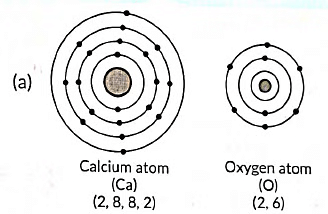 (a)
Calcium atom
(Ca)
(2, 8, 8, 2)
Oxygen atom
(O)
(2, 6)